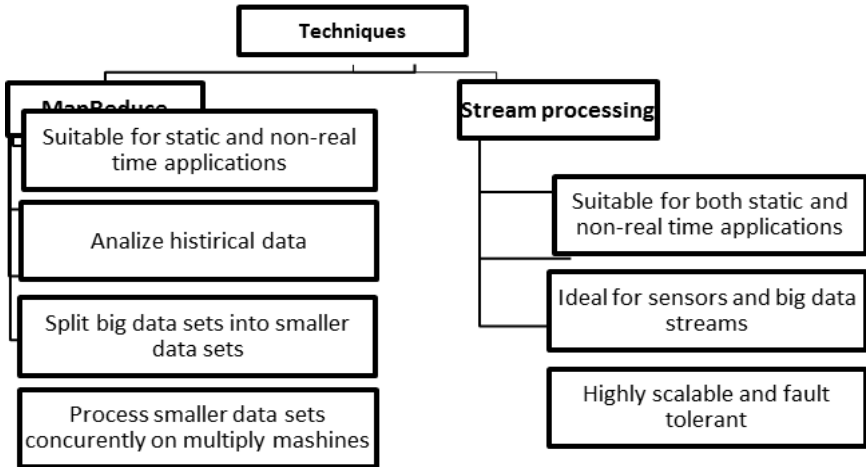 Techniques
MapReduce
Suitable for static and non-real
time applications
Analize histirical data
Split big data sets into smaller
data sets
Process smaller data sets
concurently on multiply mashines
Stream processing
Suitable for both static and
non-real time applications
Ideal for sensors and big data
streams
Highly scalable and fault
tolerant